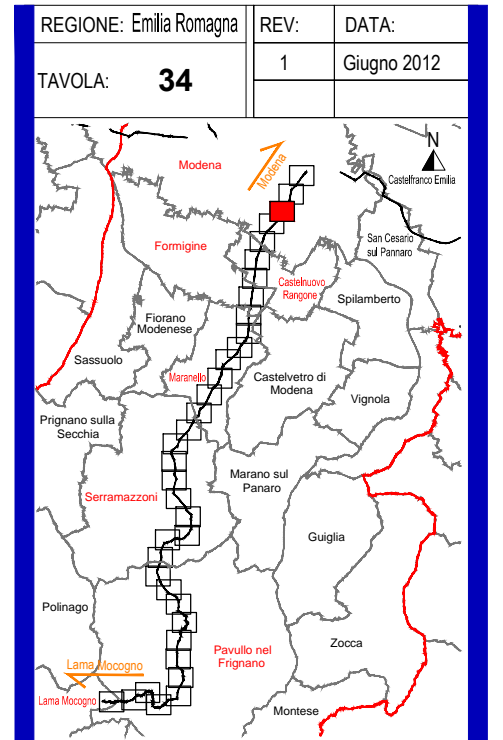 REGIONE: Emilia Romagna
REV:
DATA:
TAVOLA: 34
1
Giugno 2012
N
Modena
Modena
Castelfranco Emilia
San Cesario
sul Pannaro
Formigine
Castelnuovo
Rangone
Spilamberto
Fiorano
Modenese
Sassuolo
Maranello
Castelvetro di
Modena
Vignola
Prignano sulla
Secchia
Marano sul
Panaro
Serramazzoni
Guiglia
Polinago
Pavullo nel
Frignano
Zocca
Lama Mocogno
Lama Mocogno
Montese